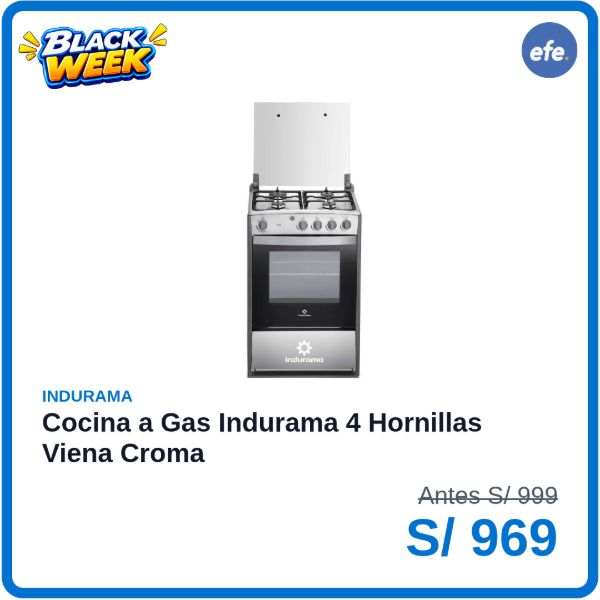 BLACK
WEEK
efe.
indurama
INDURAMA
Cocina a Gas Indurama 4 Hornillas
Viena Croma
Antes S/ 999
S/ 969